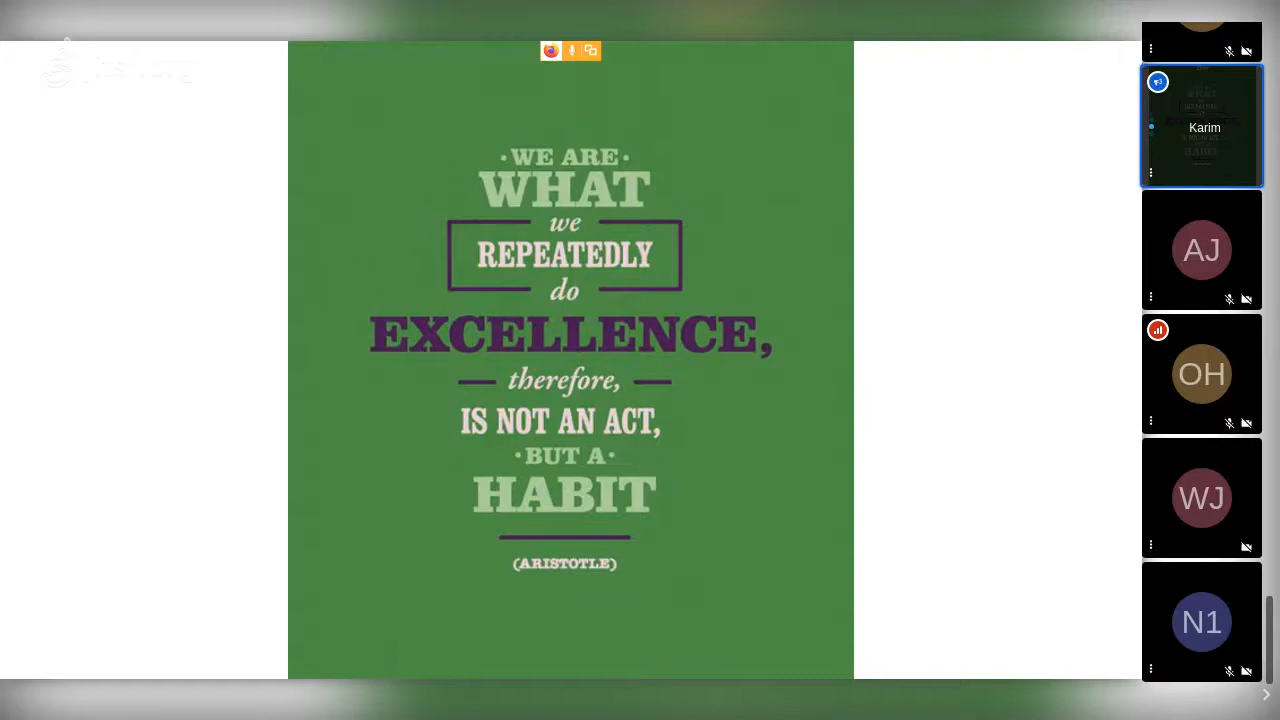 ·WE ARE·
WHAT
we
REPEATEDLY
do
EXCELLENCE,
therefore,
IS NOT AN ACT,
·BUT A·
HABIT
(ARISTOTLE)
Karim
AJ
OH
WJ
N1